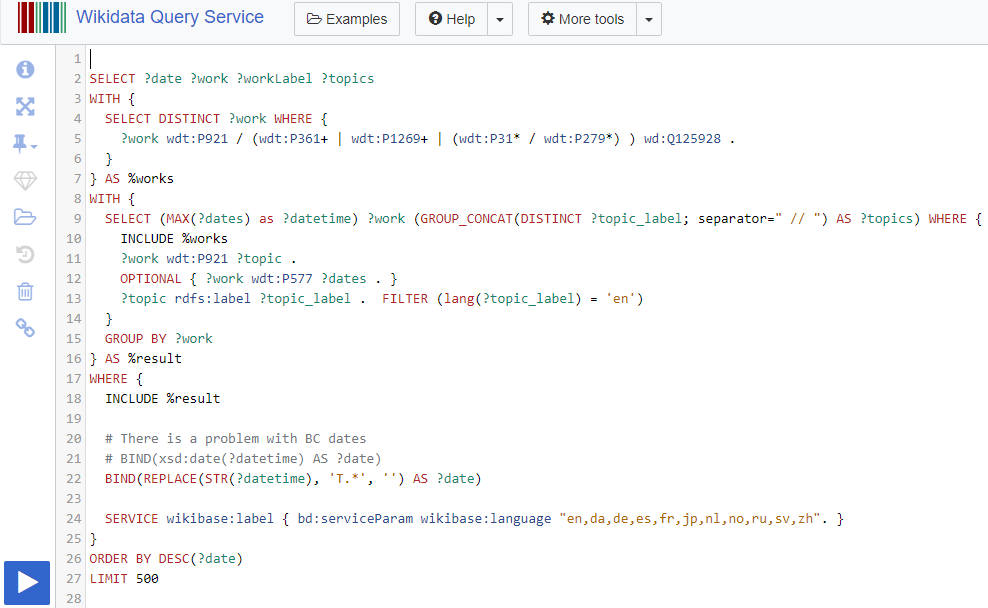 Wikidata Query Service Examples Help More tools
1
2 SELECT ?date ?work ?workLabel ?topics
3 WITH {
4   SELECT DISTINCT ?work WHERE {
5     ?work wdt:P921 / (wdt:P361+ | wdt:P1269+ | (wdt:P31* / wdt:P279*) ) wd:Q125928 .
6   }
7 } AS %works
8 WITH {
9   SELECT (MAX(?dates) as ?datetime) ?work (GROUP_CONCAT(DISTINCT ?topic_label; separator=" // ") AS ?topics) WHERE {
10     INCLUDE %works
11     ?work wdt:P921 ?topic .
12     OPTIONAL { ?work wdt:P577 ?dates . }
13     ?topic rdfs:label ?topic_label .  FILTER (lang(?topic_label) = 'en')
14   }
15   GROUP BY ?work
16 } AS %result
17 WHERE {
18   INCLUDE %result
19
20   # There is a problem with BC dates
21   # BIND(xsd:date(?datetime) AS ?date)
22   BIND(REPLACE(STR(?datetime), 'T.*', '') AS ?date)
23
24   SERVICE wikibase:label { bd:serviceParam wikibase:language "en,da,de,es,fr,jp,nl,no,ru,sv,zh". }
25 }
26 ORDER BY DESC(?date)
27 LIMIT 500
28